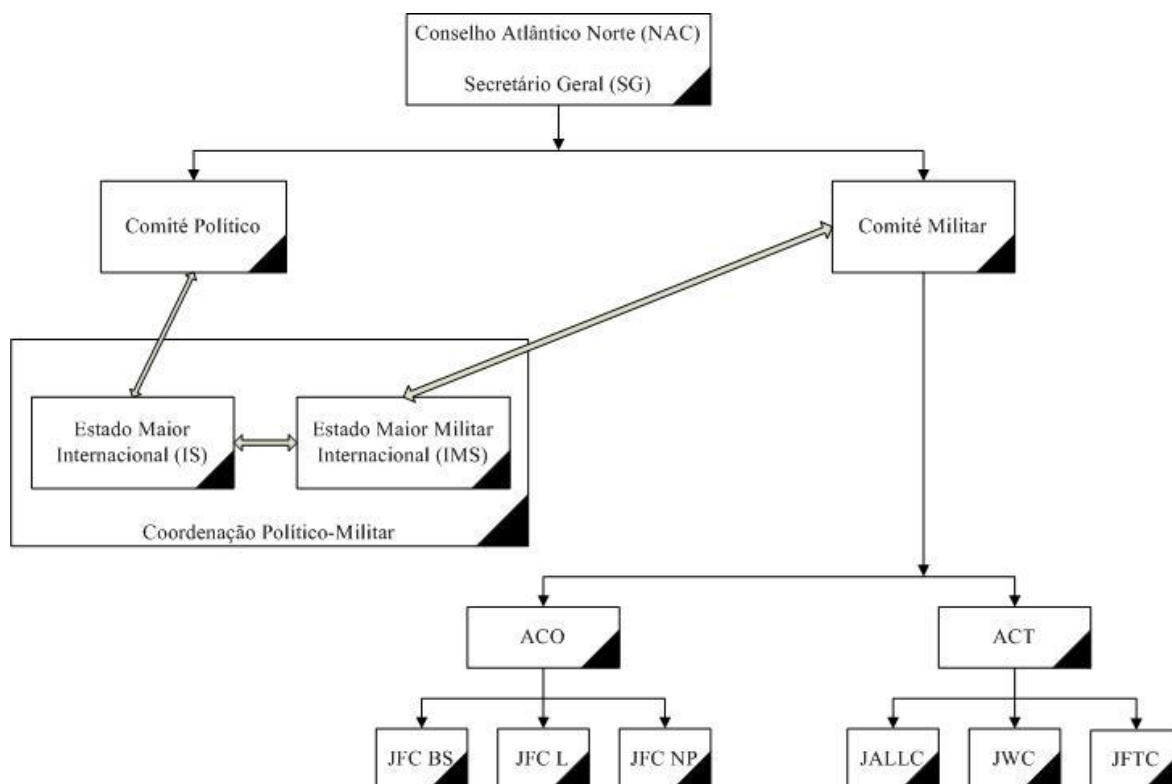 Conselho Atlântico Norte (NAC)
Secretário Geral (SG)
Comité Político
Comité Militar
Estado Maior
Internacional (IS)
Estado Maior Militar
Internacional (IMS)
Coordenação Político-Militar
ACO
ACT
JFC BS
JFC L
JFC NP
JALLC
JWC
JFTC